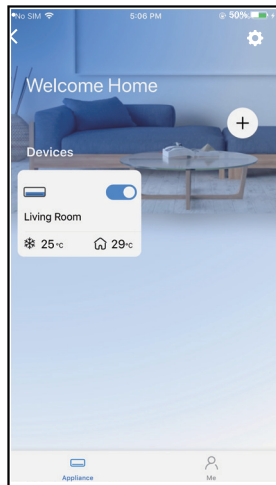 No SIM 5:06 PM 50%
Welcome Home
+
Devices
Living Room
25°C 29°C
Appliance Me